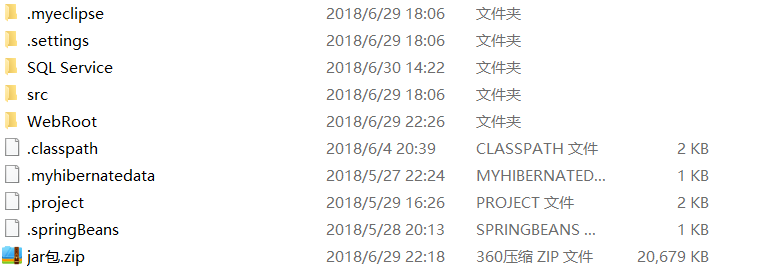 .myeclipse 2018/6/29 18:06 文件夹
.settings 2018/6/29 18:06 文件夹
SQL Service 2018/6/30 14:22 文件夹
src 2018/6/29 18:06 文件夹
WebRoot 2018/6/29 22:26 文件夹
.classpath 2018/6/4 20:39 CLASSPATH 文件 2 KB
.myhibernatedata 2018/5/27 22:24 MYHIBERNATED... 1 KB
.project 2018/5/29 16:26 PROJECT 文件 2 KB
.springBeans 2018/5/28 20:13 SPRINGBEANS ... 1 KB
jar包.zip 2018/6/29 22:18 360压缩 ZIP 文件 20,679 KB